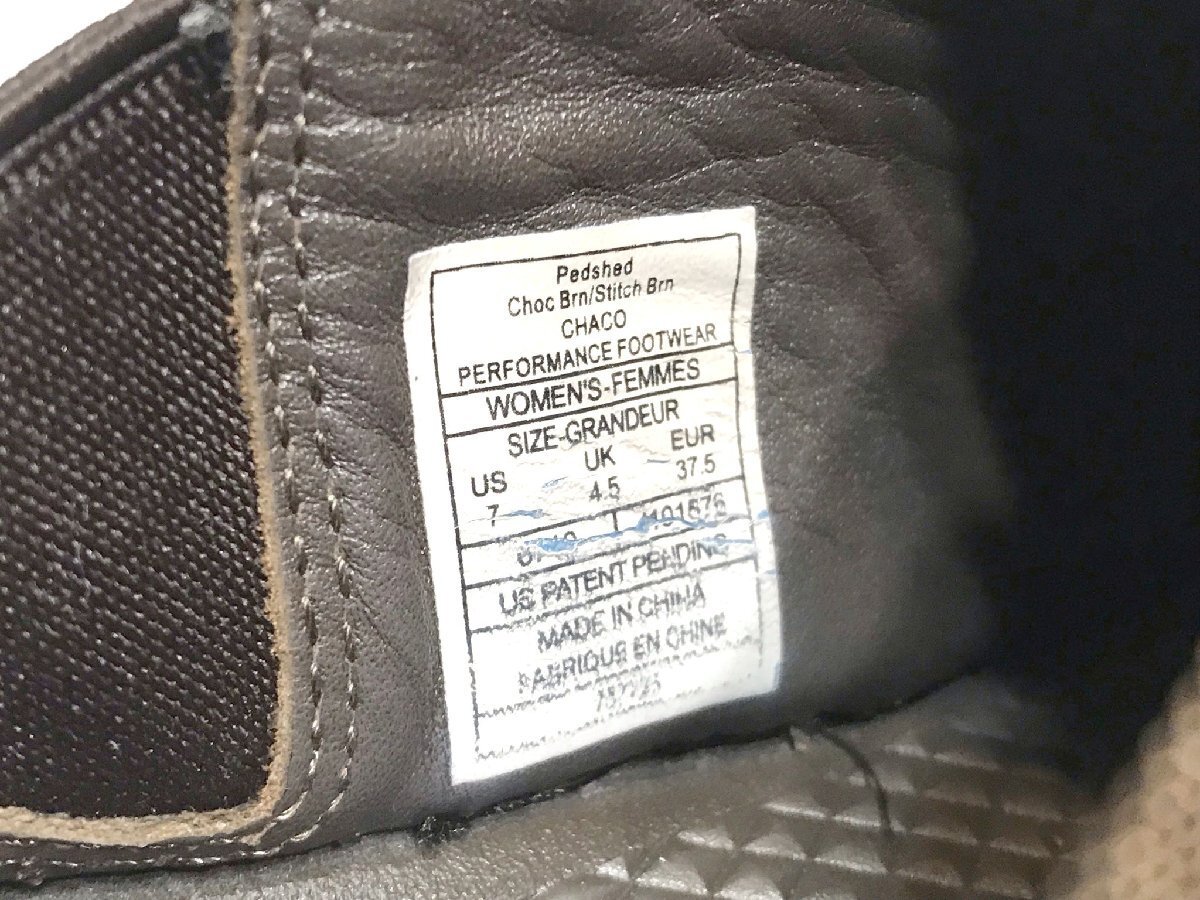 Pedshed
Choc Brn/Stitch Brn
CHACO
PERFORMANCE FOOTWEAR
WOMEN'S-FEMMES
SIZE-GRANDEUR
US UK EUR
7 4.5 37.5
US PATENT PENDING
MADE IN CHINA
FABRIQUE EN CHINE